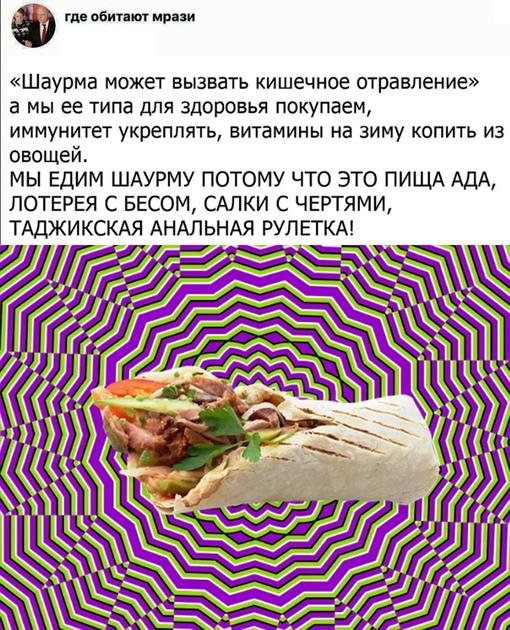 где обитают мрази
«Шаурма может вызвать кишечное отравление»
а мы ее типа для здоровья покупаем,
иммунитет укреплять, витамины на зиму копить из
овощей.
МЫ ЕДИМ ШАУРМУ ПОТОМУ ЧТО ЭТО ПИЩА АДА,
ЛОТЕРЕЯ С БЕСОМ, САЛКИ С ЧЕРТЯМИ,
ТАДЖИКСКАЯ АНАЛЬНАЯ РУЛЕТКА!